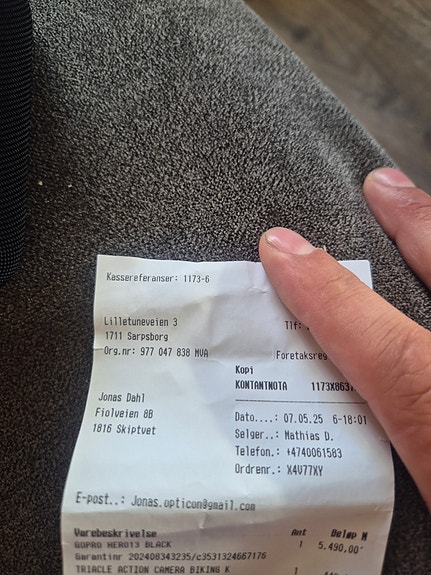 Kassereferanser: 1173-6
Lilletuneveien 3 Tlf:
1711 Sarpsborg
Org.nr: 977 047 838 MVA Foretaksreg
Kopi
KONTANTNOTA 1173X863
Jonas Dahl
Fiolveien 8B
1816 Skiptvet
Dato....: 07.05.25 6-18:01
Selger..: Mathias D.
Telefon.: +4740061583
Ordrenr.: X4V77XY
E-post..: Jonas.opticon@gmail.com
Varebeskrivelse Ant Beløp N
GOPRO HERO13 BLACK 1 5.490,00
Garantinr 202408343235/c3531324667176
TRIACLE ACTION CAMERA BIKING K 1